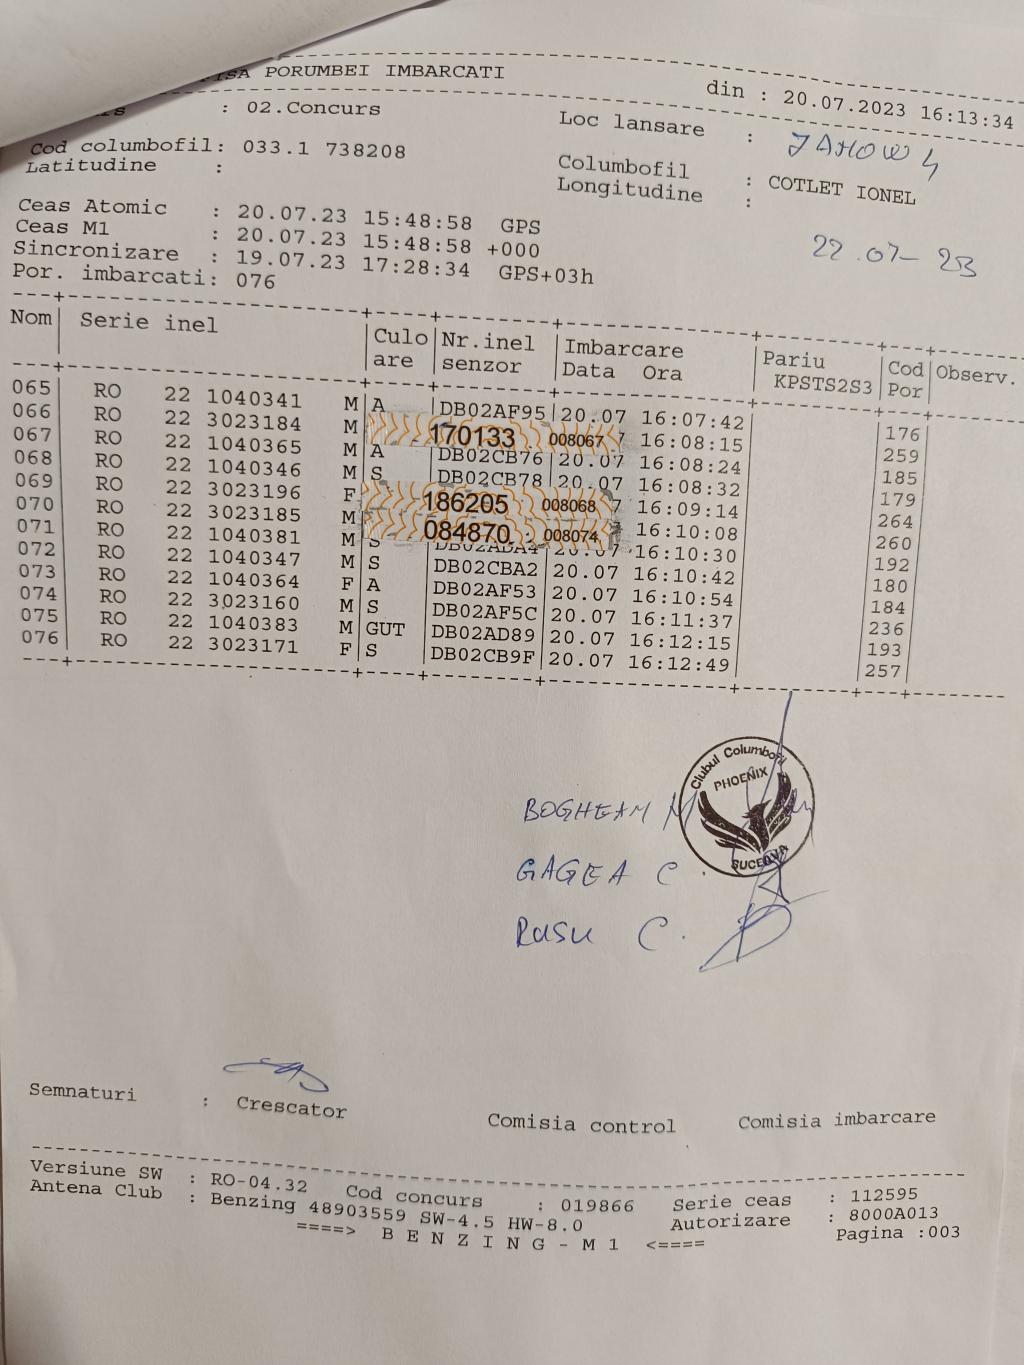 PORUMBEI IMBARCATI din : 20.07.2023 16:13:34
: 02.Concurs Loc lansare : JANOW 4
Cod columbofil: 033.1 738208 Columbofil : COTLET IONEL
Latitudine : Longitudine :
22.07-23
Ceas Atomic : 20.07.23 15:48:58 GPS
Ceas M1 : 20.07.23 15:48:58 +000
Sincronizare : 19.07.23 17:28:34 GPS+03h
Por. imbarcati: 076
Nom| Serie inel |Culo|Nr.inel |Imbarcare |Pariu |Cod|Observ.
are senzor Data Ora KPSTS2S3 Por
065 RO 22 1040341 M A DB02AF95 20.07 16:07:42 176
066 RO 22 3023184 M 170133 008067 16:08:15 259
067 RO 22 1040365 M A DB02CB76 20.07 16:08:24 185
068 RO 22 1040346 M S DB02CB78 20.07 16:08:32 179
069 RO 22 3023196 F 186205 008068 16:09:14 264
070 RO 22 3023185 M 084870 008074 16:10:08 260
071 RO 22 1040381 M S DB02ABA4 20.07 16:10:30 192
072 RO 22 1040347 M S DB02CBA2 20.07 16:10:42 180
073 RO 22 1040364 F A DB02AF53 20.07 16:10:54 184
074 RO 22 3023160 M S DB02AF5C 20.07 16:11:37 236
075 RO 22 1040383 M GUT DB02AD89 20.07 16:12:15 193
076 RO 22 3023171 F S DB02CB9F 20.07 16:12:49 257
Clubul Columbofil
PHOENIX
SUCEAVA
BOGHEAN M
GAGEA C.
RUSU C.
Semnaturi : Crescator Comisia control Comisia imbarcare
Versiune SW : RO-04.32 Cod concurs : 019866 Serie ceas : 112595
Antena Club : Benzing 48903559 SW-4.5 HW-8.0 Autorizare : 8000A013
====> B E N Z I N G - M 1 <==== Pagina :003